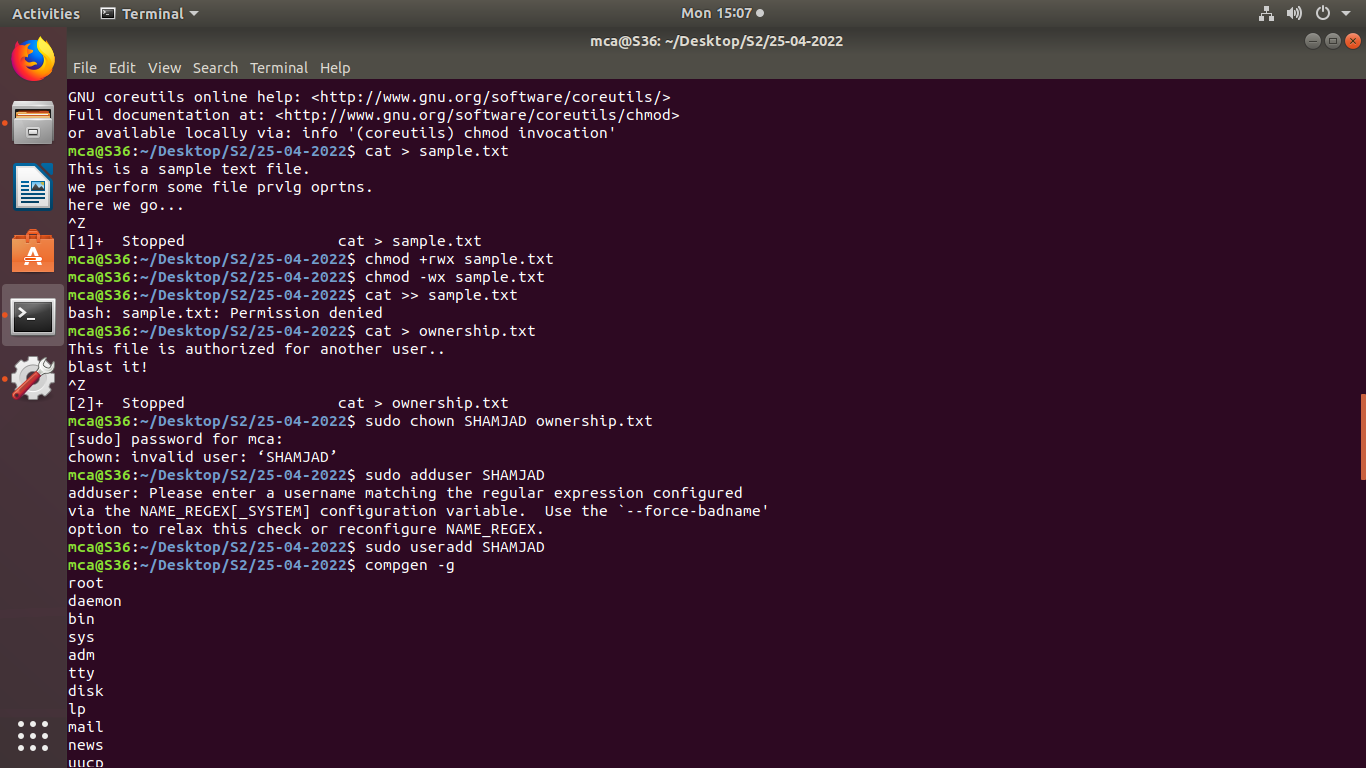 Activities Terminal Mon 15:07
mca@S36: ~/Desktop/S2/25-04-2022
File Edit View Search Terminal Help
GNU coreutils online help: <http://www.gnu.org/software/coreutils/>
Full documentation at: <http://www.gnu.org/software/coreutils/chmod>
or available locally via: info '(coreutils) chmod invocation'
mca@S36:~/Desktop/S2/25-04-2022$ cat > sample.txt
This is a sample text file.
we perform some file prvlg oprtns.
here we go...
^Z
[1]+  Stopped                 cat > sample.txt
mca@S36:~/Desktop/S2/25-04-2022$ chmod +rwx sample.txt
mca@S36:~/Desktop/S2/25-04-2022$ chmod -wx sample.txt
mca@S36:~/Desktop/S2/25-04-2022$ cat >> sample.txt
bash: sample.txt: Permission denied
mca@S36:~/Desktop/S2/25-04-2022$ cat > ownership.txt
This file is authorized for another user..
blast it!
^Z
[2]+  Stopped                 cat > ownership.txt
mca@S36:~/Desktop/S2/25-04-2022$ sudo chown SHAMJAD ownership.txt
[sudo] password for mca:
chown: invalid user: ‘SHAMJAD’
mca@S36:~/Desktop/S2/25-04-2022$ sudo adduser SHAMJAD
adduser: Please enter a username matching the regular expression configured
via the NAME_REGEX[_SYSTEM] configuration variable.  Use the `--force-badname'
option to relax this check or reconfigure NAME_REGEX.
mca@S36:~/Desktop/S2/25-04-2022$ sudo useradd SHAMJAD
mca@S36:~/Desktop/S2/25-04-2022$ compgen -g
root
daemon
bin
sys
adm
tty
disk
lp
mail
news
uucp